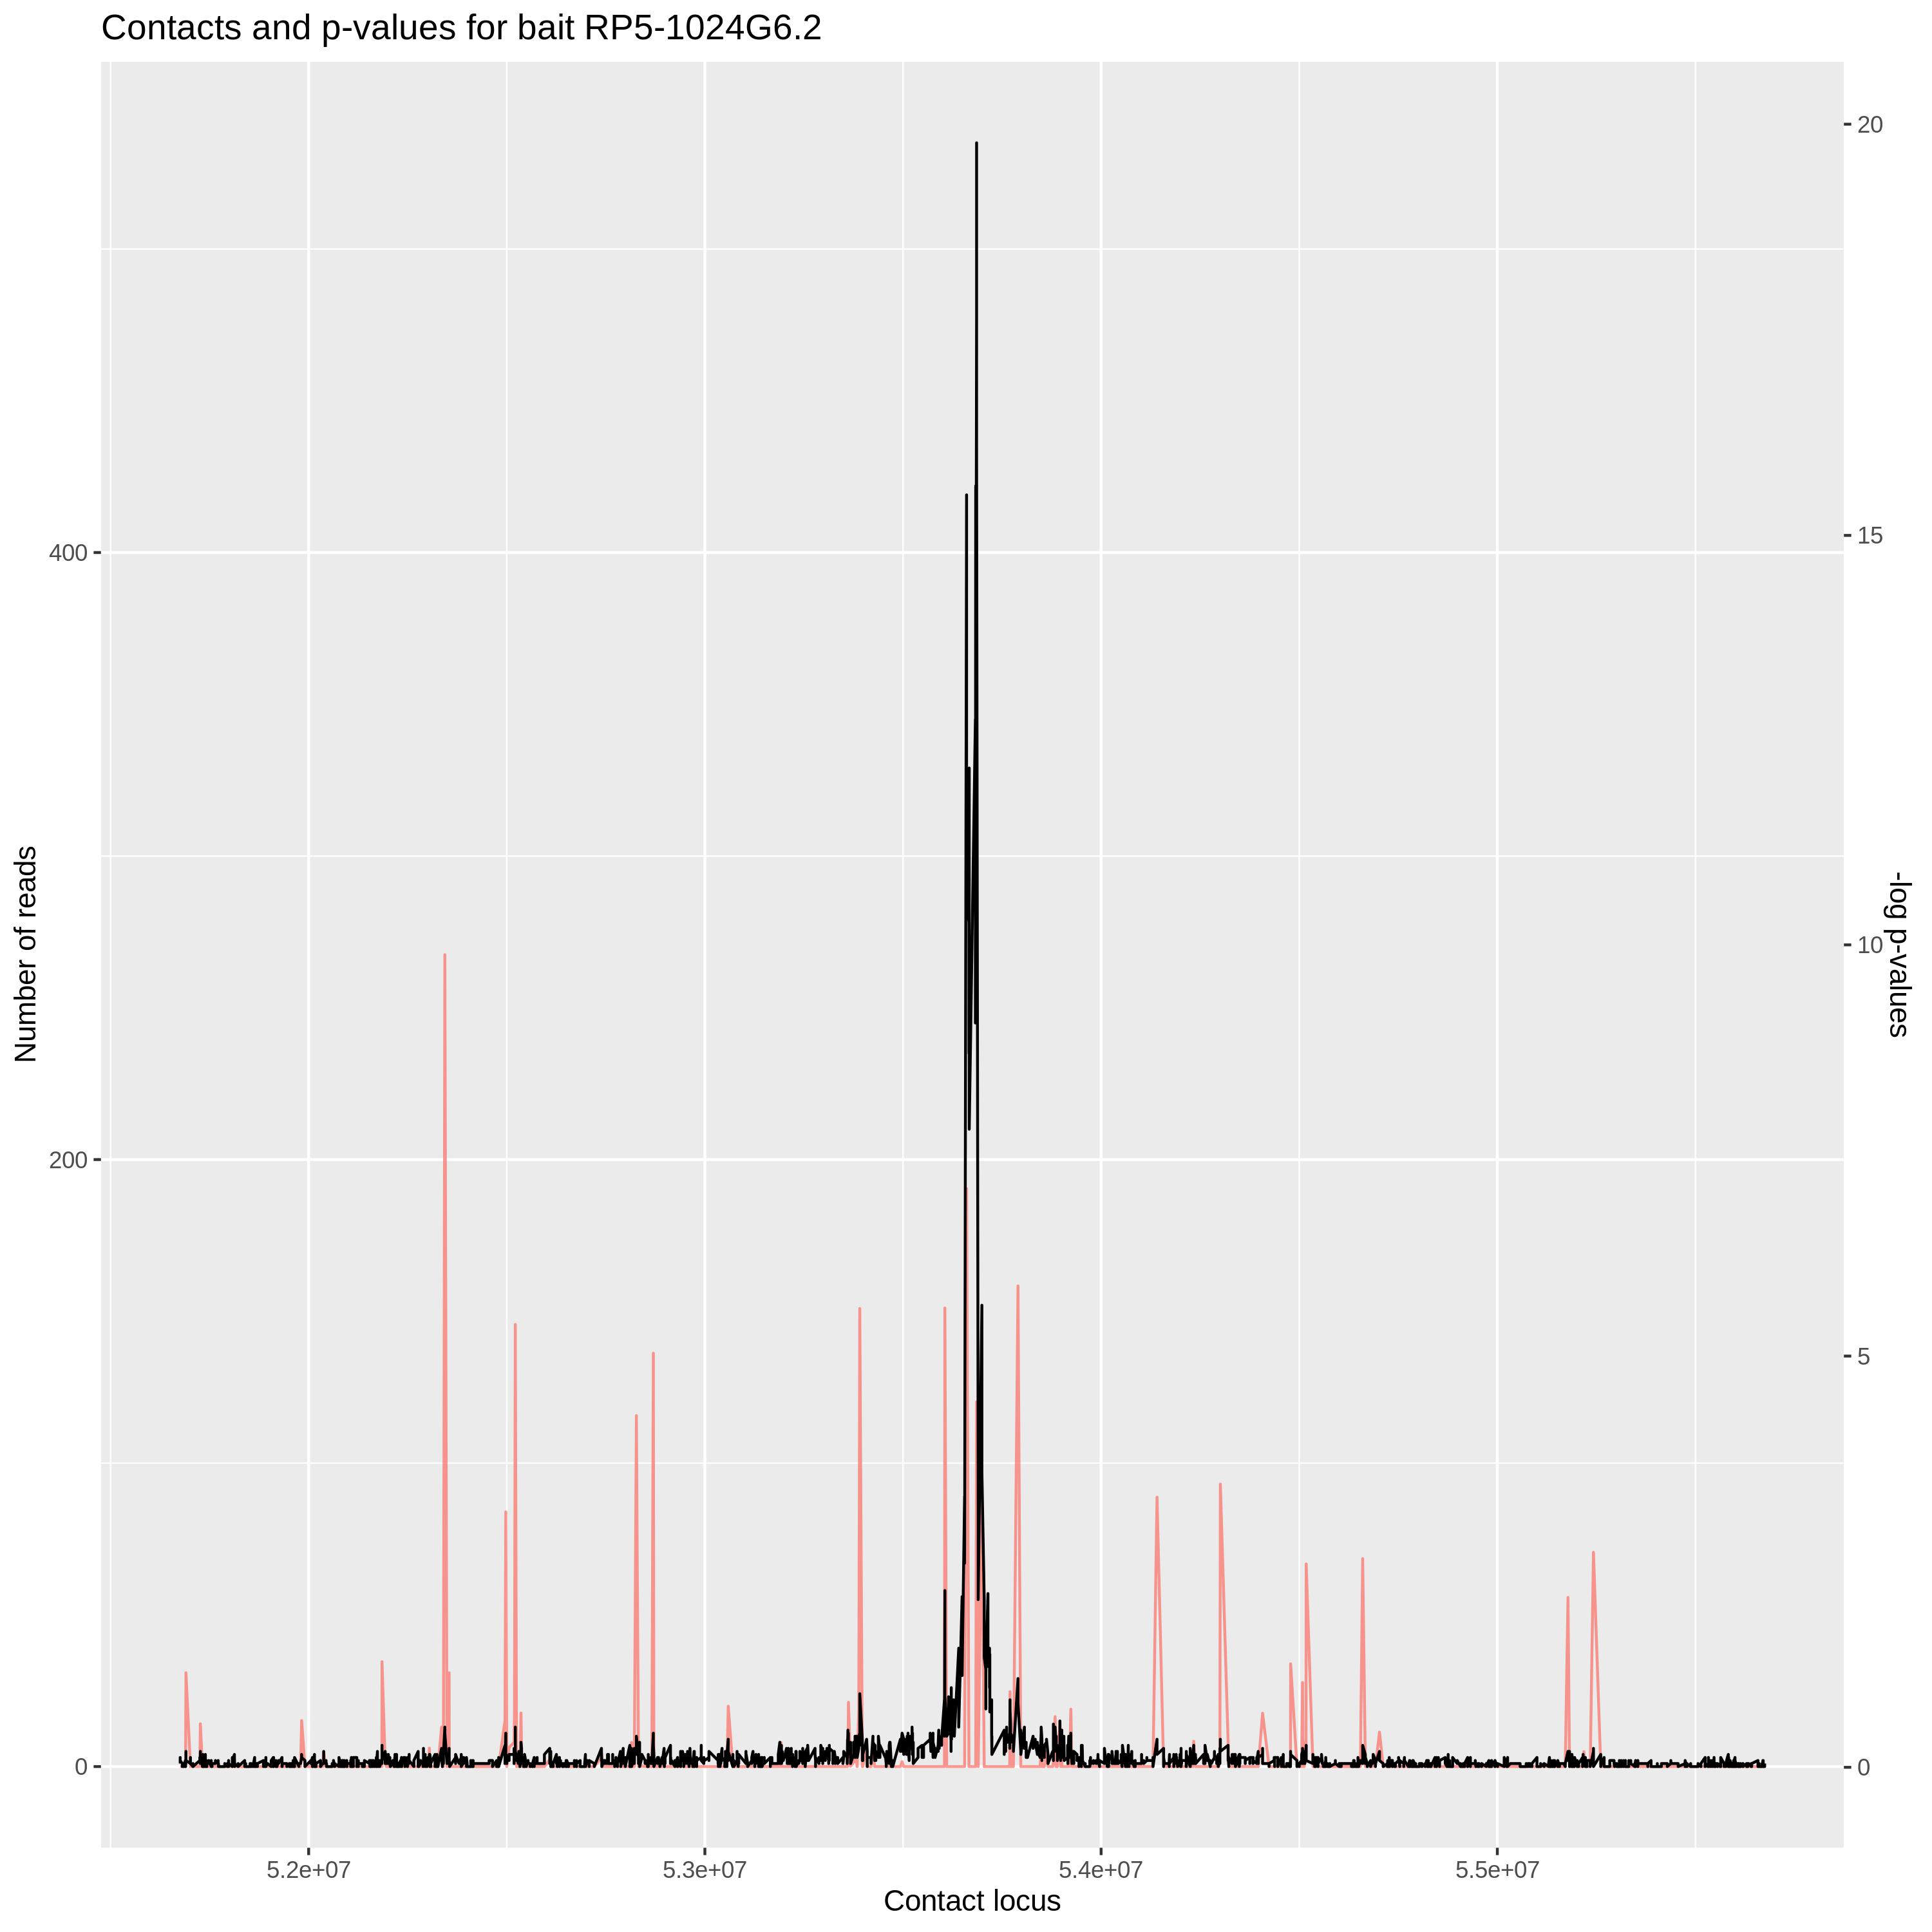 Contacts and p-values for bait RP5-1024G6.2
20
15
10
5
0
400
200
0
Number of reads
-log p-values
5.2e+07
5.3e+07
5.4e+07
5.5e+07
Contact locus